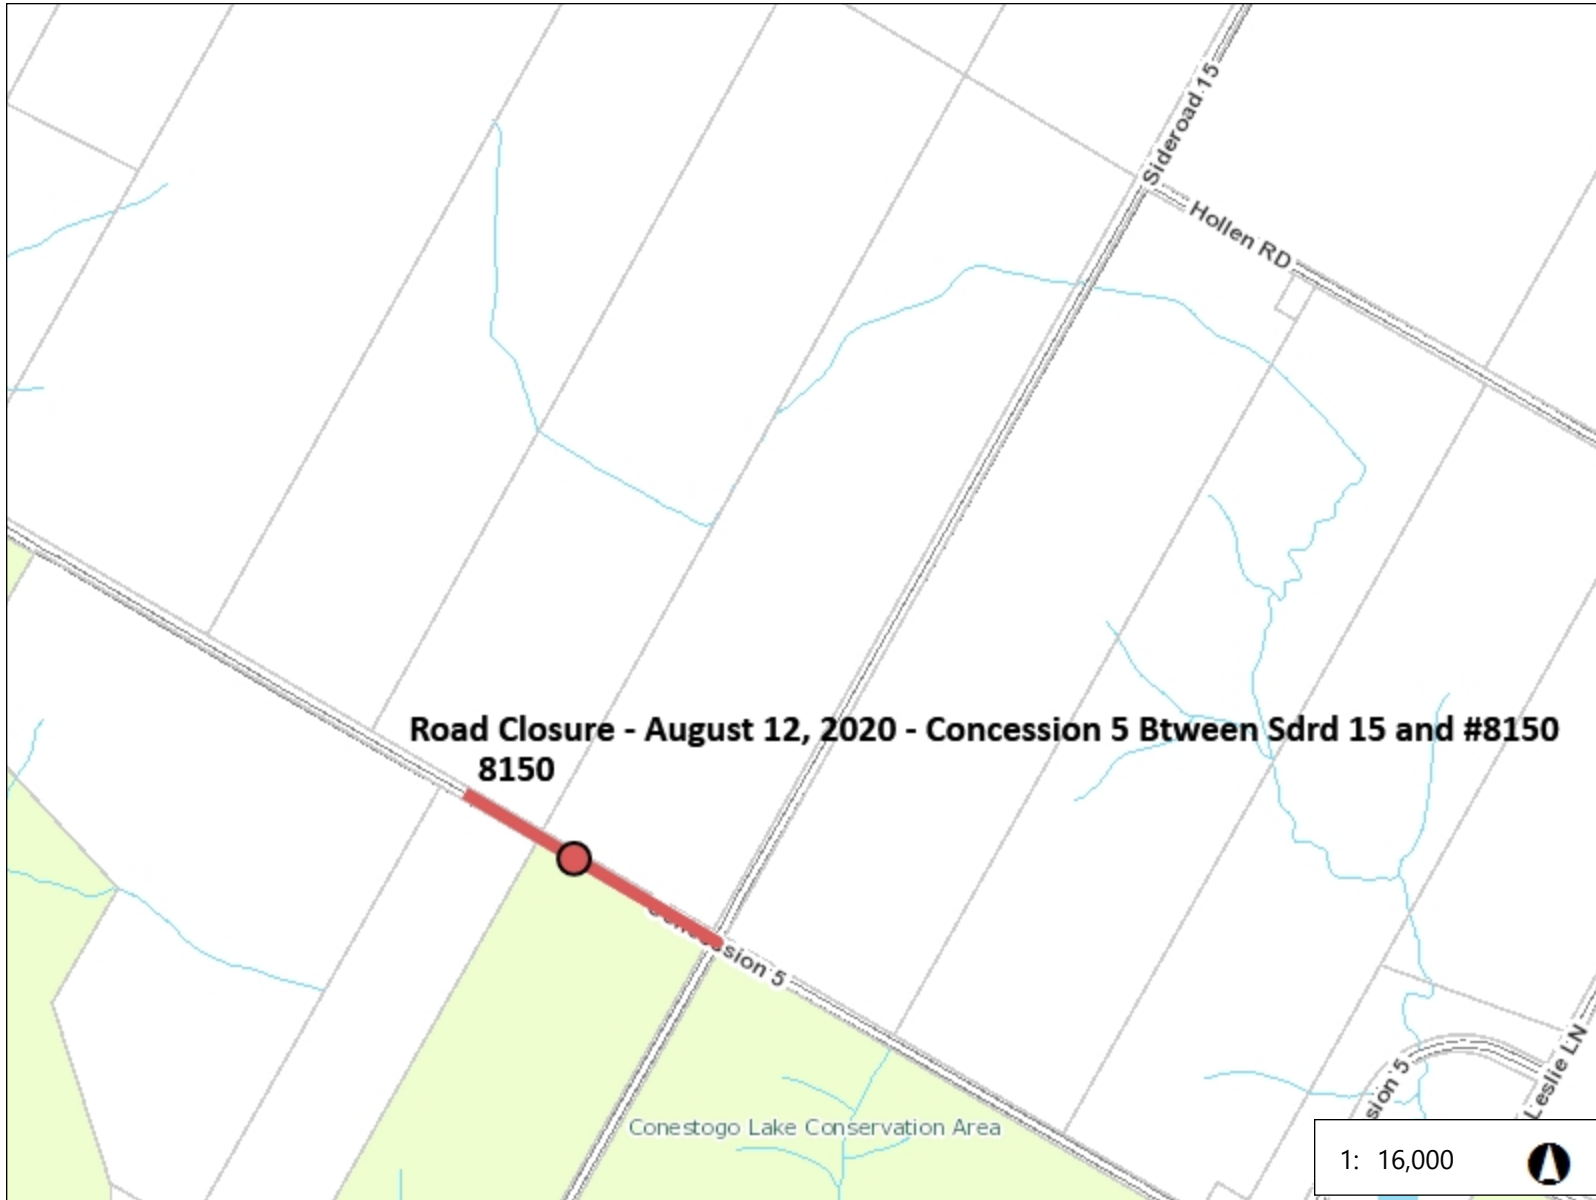 Sideroad 15
Hollen RD
Road Closure - August 12, 2020 - Concession 5 Btween Sdrd 15 and #8150
8150
Concession 5
Conestogo Lake Conservation Area
sion 5
Leslie LN
1: 16,000